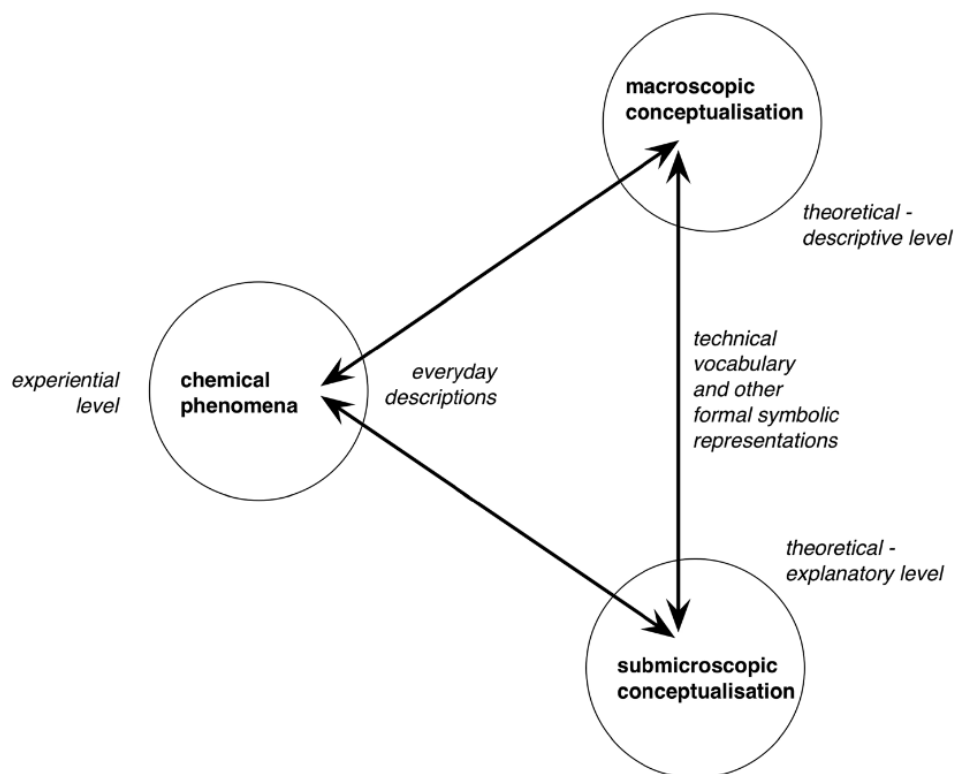 macroscopic
conceptualisation
theoretical -
descriptive level
experiential
level
chemical
phenomena
everyday
descriptions
technical
vocabulary
and other
formal symbolic
representations
theoretical -
explanatory level
submicroscopic
conceptualisation